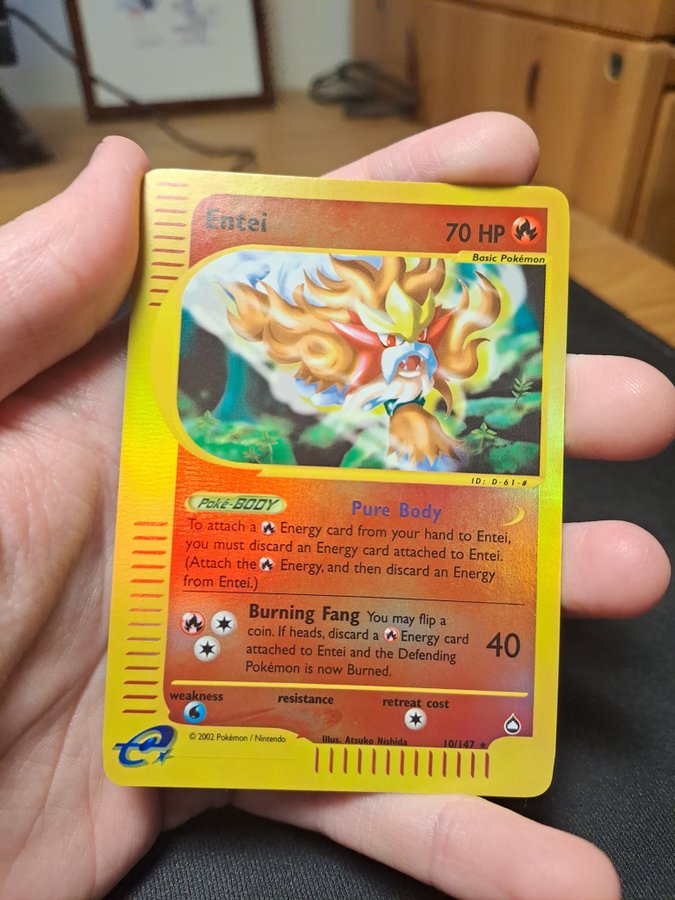 Entei
70 HP
Basic Pokémon
ID: D-61-#
Poké-BODY Pure Body
To attach a Energy card from your hand to Entei,
you must discard an Energy card attached to Entei.
(Attach the Energy, and then discard an Energy
from Entei.)
Burning Fang You may flip a
coin. If heads, discard a Energy card
attached to Entei and the Defending
Pokémon is now Burned.
40
weakness resistance retreat cost
© 2002 Pokémon / Nintendo
Illus. Atsuko Nishida
10/147 ★
e